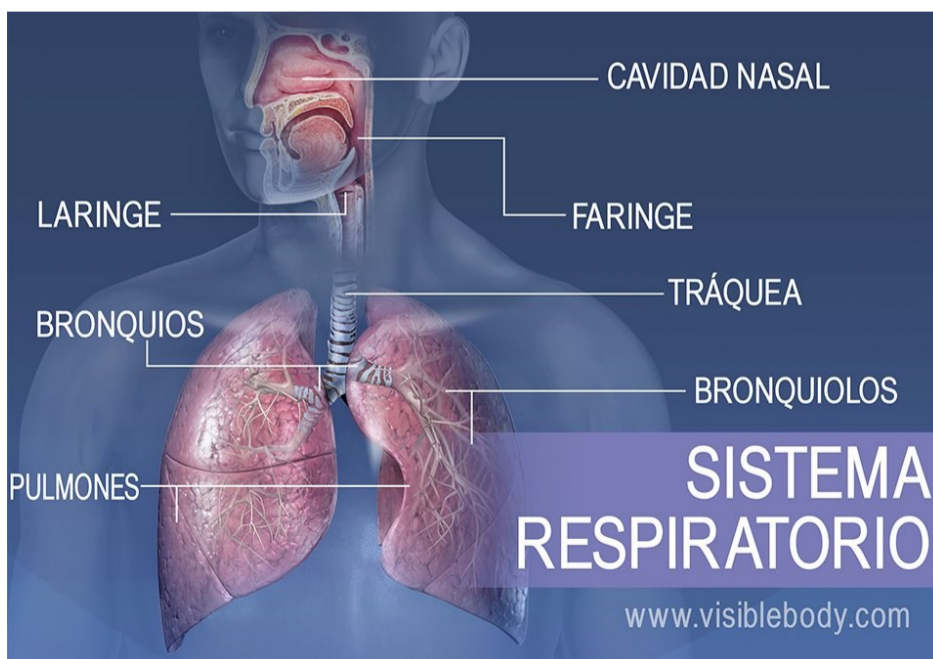 CAVIDAD NASAL
LARINGE
FARINGE
TRÁQUEA
BRONQUIOS
BRONQUIOLOS
PULMONES
SISTEMA
RESPIRATORIO
www.visiblebody.com